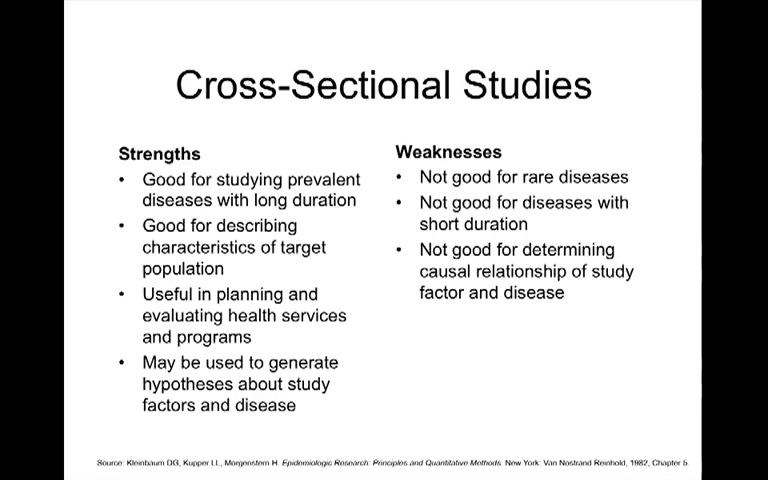 Cross-Sectional Studies
Strengths
• Good for studying prevalent
diseases with long duration
• Good for describing
characteristics of target
population
• Useful in planning and
evaluating health services
and programs
• May be used to generate
hypotheses about study
factors and disease
Weaknesses
• Not good for rare diseases
• Not good for diseases with
short duration
• Not good for determining
causal relationship of study
factor and disease
Source: Kleinbaum DG, Kupper LL, Morgenstern H. Epidemiologic Research: Principles and Quantitative Methods. New York: Van Nostrand Reinhold, 1982, Chapter 5.